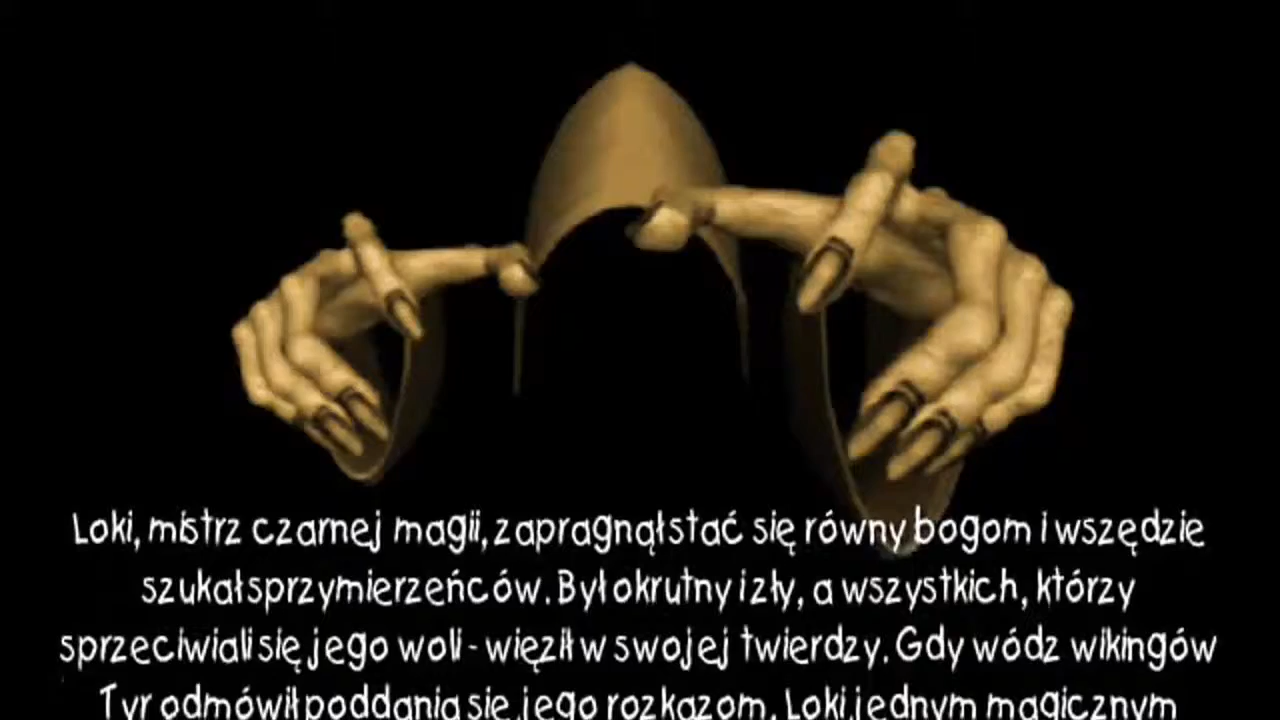 Loki, mistrz czarnej magii, zapragnął stać się równy bogom i wszędzie
szukał sprzymierzeńców. Był okrutny i zły, a wszystkich, którzy
sprzeciwiali się jego woli - więził w swojej twierdzy. Gdy wódz wikingów
Tyr odmówił poddania się jego rozkazom, Loki jednym magicznym